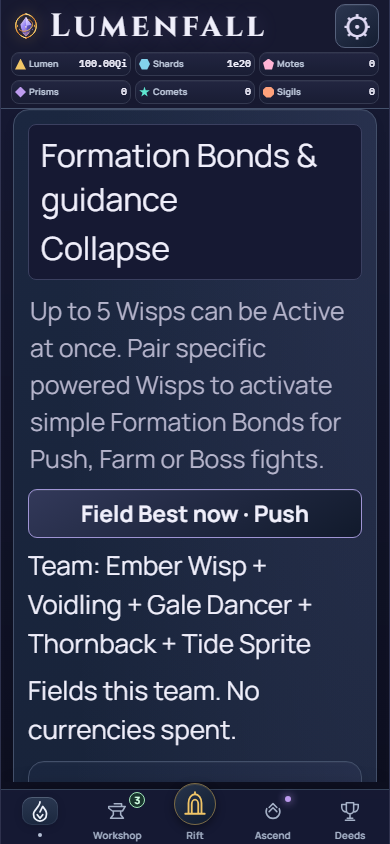 LUMENFALL
Lumen 100.00Qi
Shards 1e20
Motes 0
Prisms 0
Comets 0
Sigils 0
Formation Bonds &
guidance
Collapse
Up to 5 Wisps can be Active
at once. Pair specific
powered Wisps to activate
simple Formation Bonds for
Push, Farm or Boss fights.
Field Best now · Push
Team: Ember Wisp +
Voidling + Gale Dancer +
Thornback + Tide Sprite
Fields this team. No
currencies spent.
3
Workshop
Rift
Ascend
Deeds